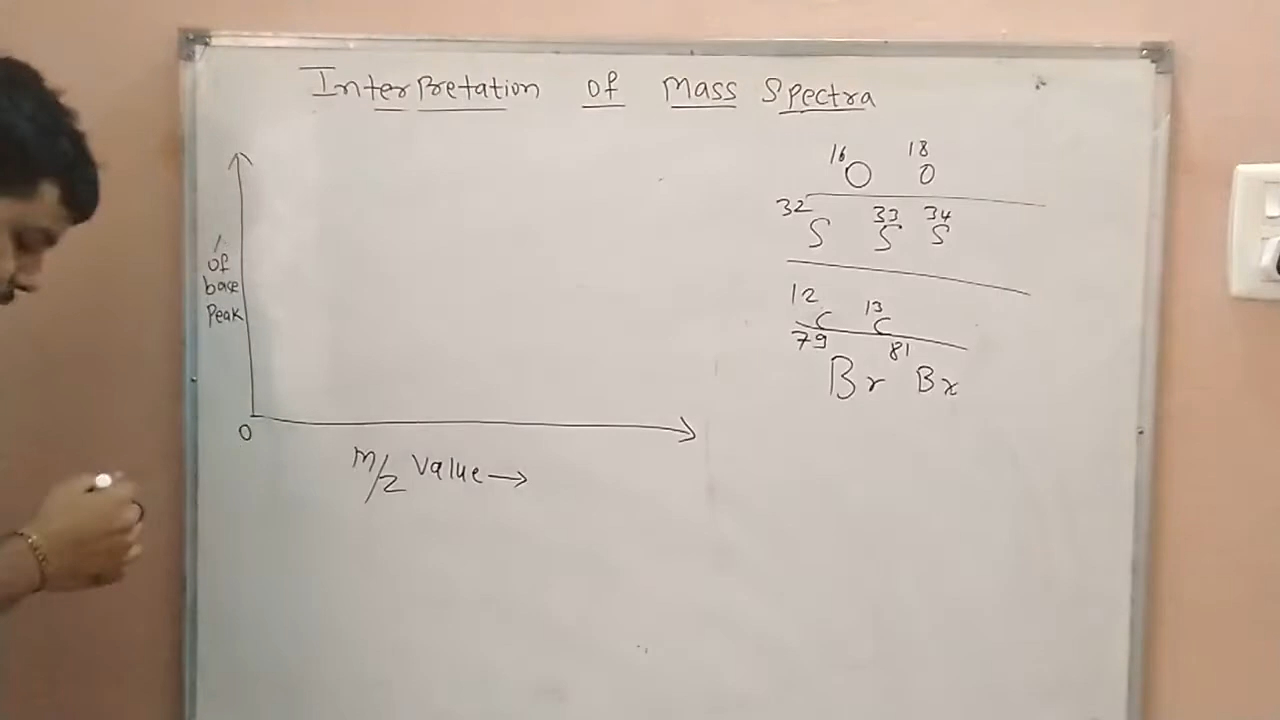 Interpretation of Mass Spectra
% of
base
Peak
0
m/z value →
16O 18O
32S 33S 34S
12C 13C
79Br 81Br